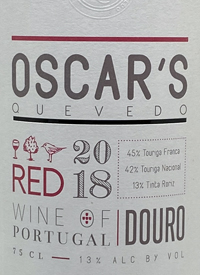 OSCAR'S
QUEVEDO
RED
2018
45% Touriga Franca
42% Touriga Nacional
13% Tinta Roriz
WINE OF
PORTUGAL
DOURO
75 CL — 13% ALC BY VOL